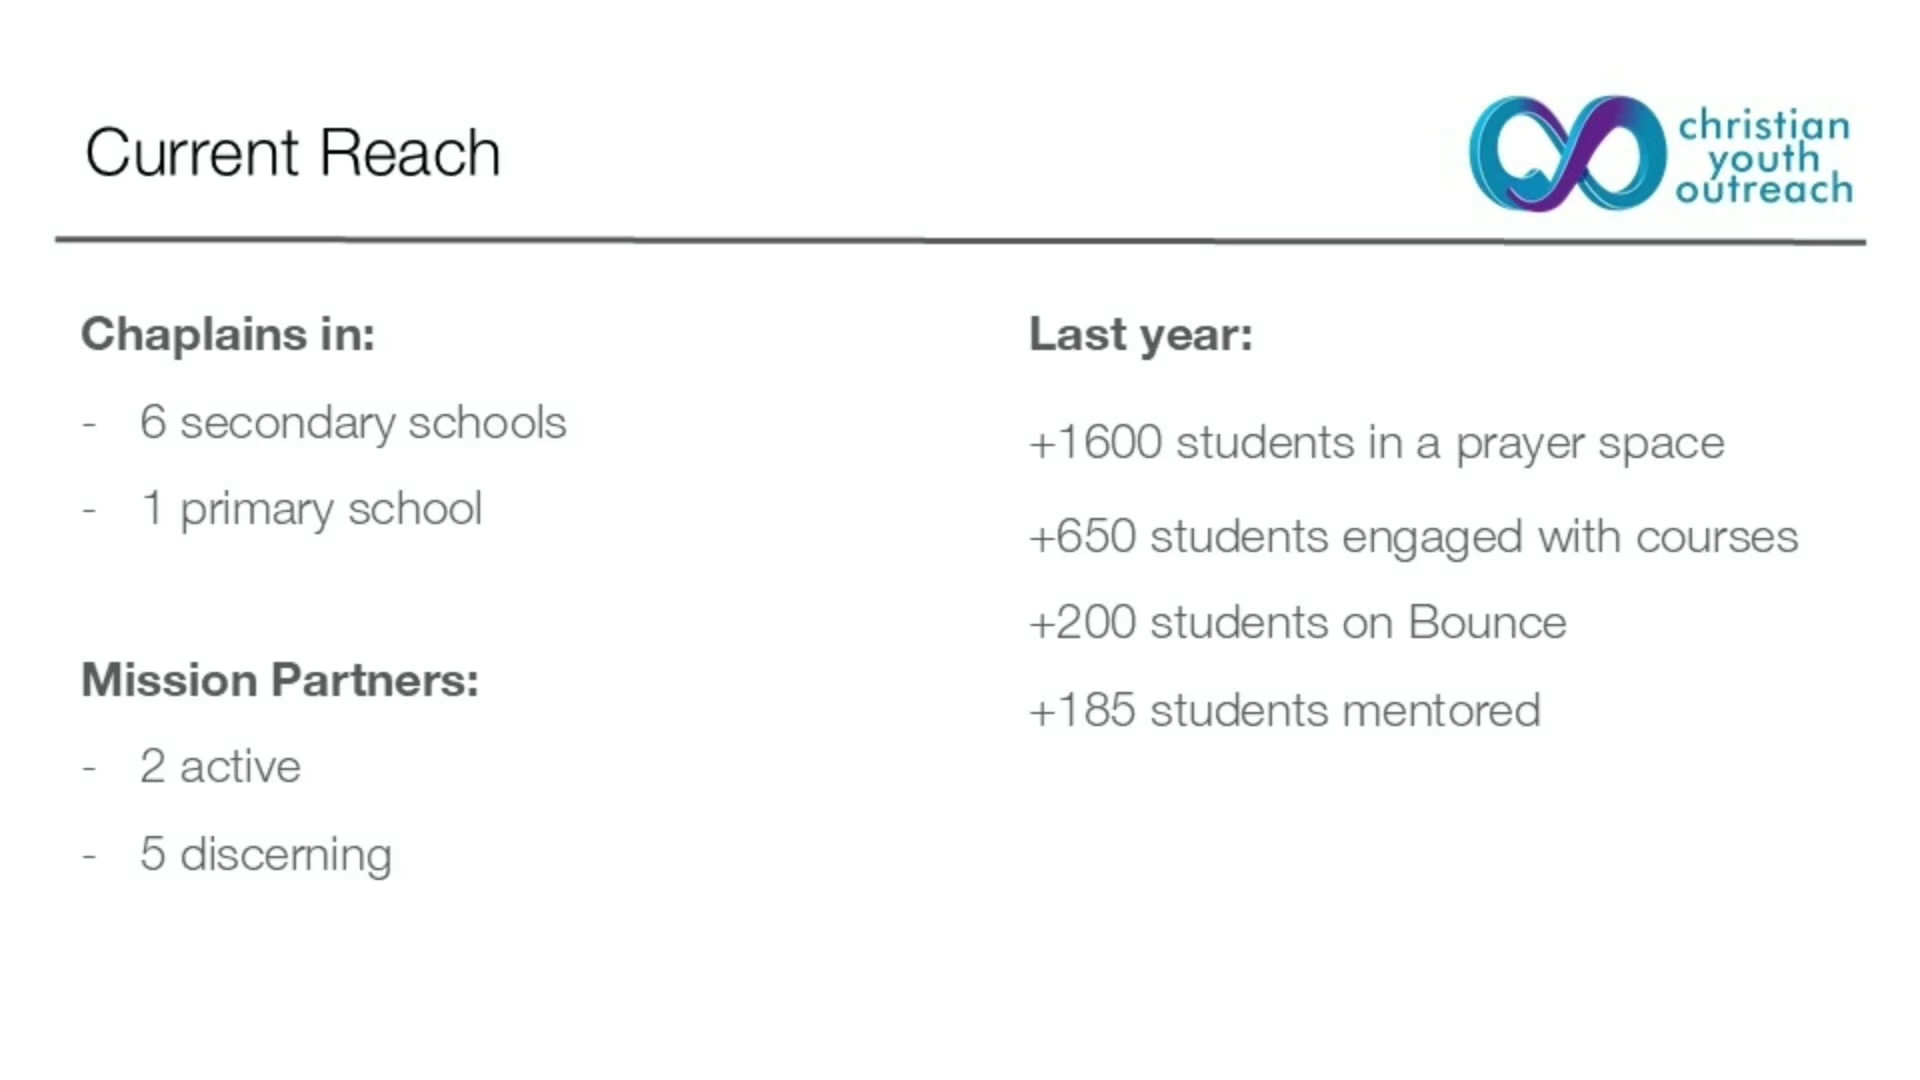 Current Reach
christian
youth
outreach
Chaplains in:
- 6 secondary schools
- 1 primary school
Mission Partners:
- 2 active
- 5 discerning
Last year:
+1600 students in a prayer space
+650 students engaged with courses
+200 students on Bounce
+185 students mentored